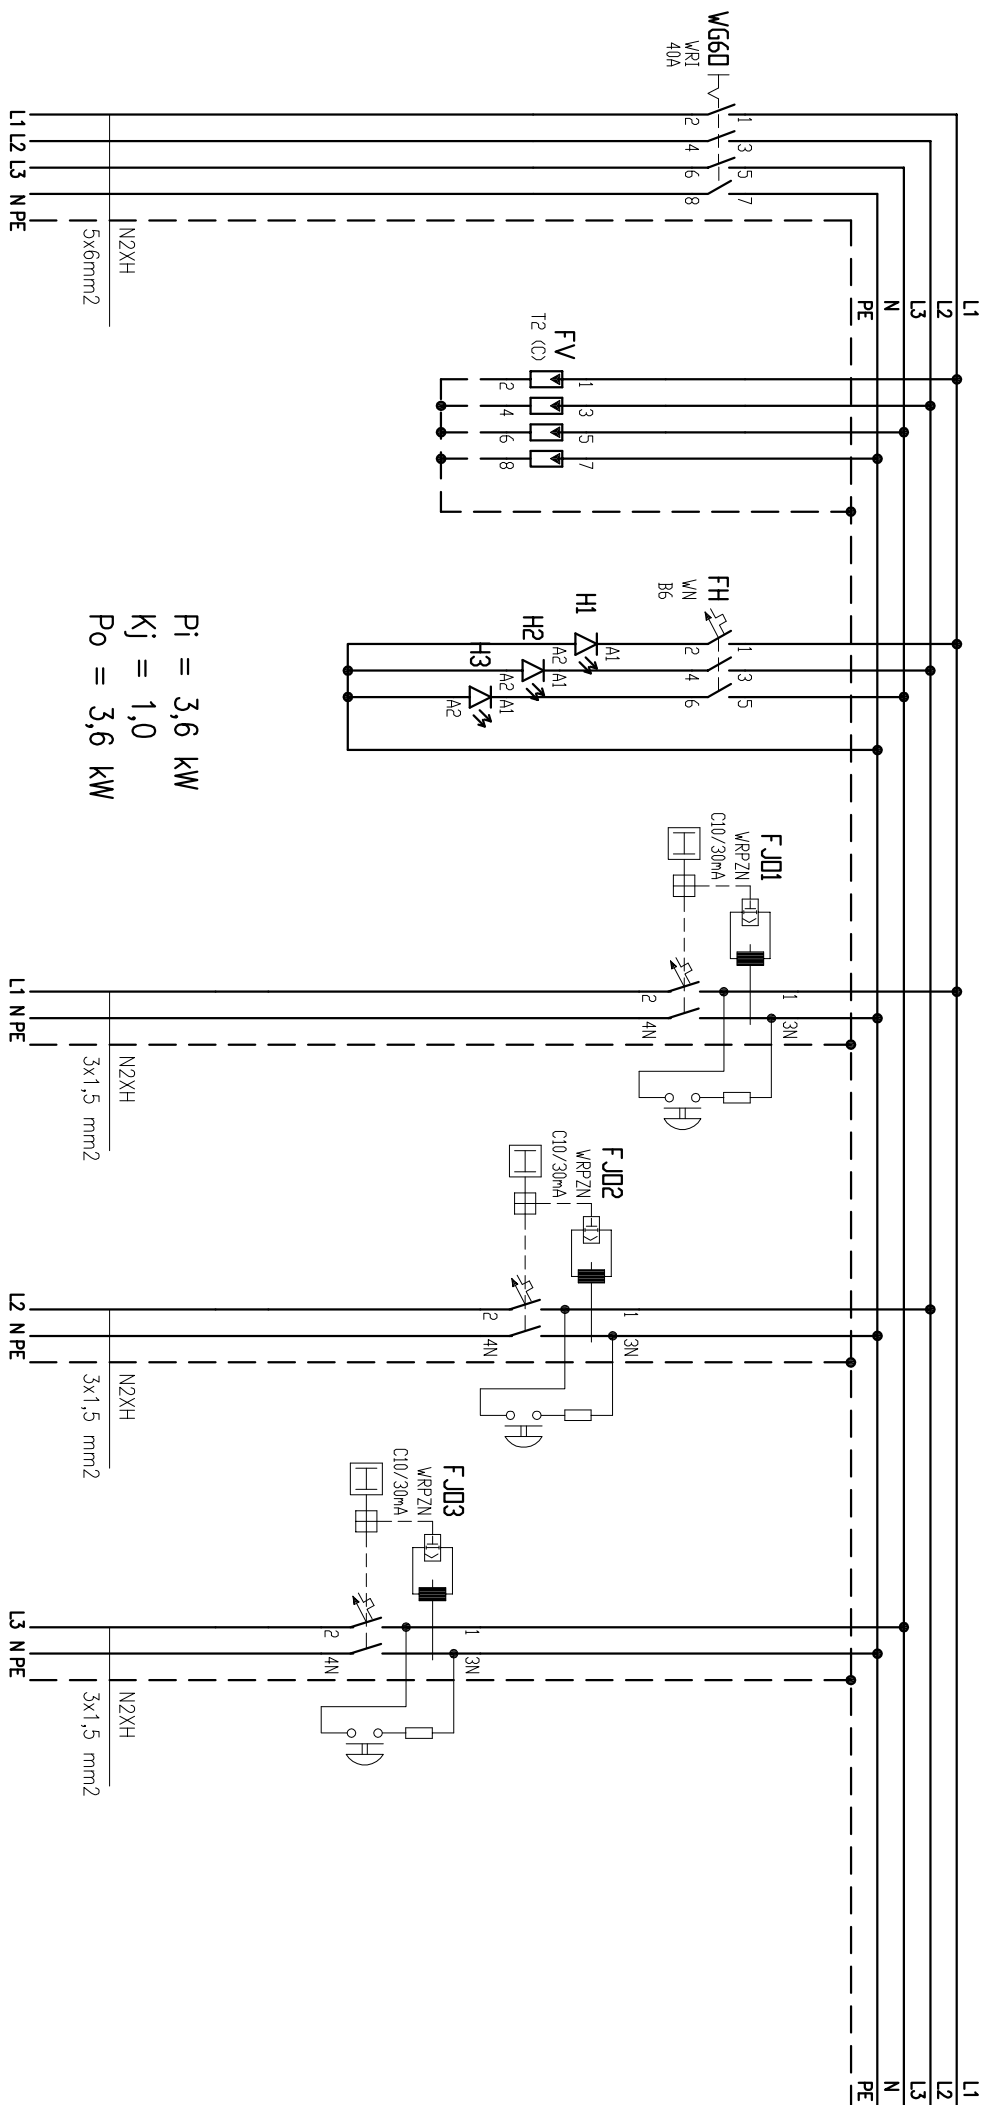 L1
L2
L3
N
PE
L1
L2
L3
N
PE
WG60
WRI
40A
1 3 5 7
2 4 6 8
N2XH
5x6mm2
L1 L2 L3 N PE
FV
T2 (C)
1 3 5 7
2 4 6 8
FH
WN
B6
1 3 5
2 4 6
H1
A1
A2
H2
A1
A2
H3
A1
A2
Pi = 3,6 kW
Kj = 1,0
Po = 3,6 kW
FJ01
WRPZN
C10/30mA
H
1 3N
2 4N
N2XH
3x1,5 mm2
L1 N PE
FJ02
WRPZN
C10/30mA
H
1 3N
2 4N
N2XH
3x1,5 mm2
L2 N PE
FJ03
WRPZN
C10/30mA
H
1 3N
2 4N
N2XH
3x1,5 mm2
L3 N PE